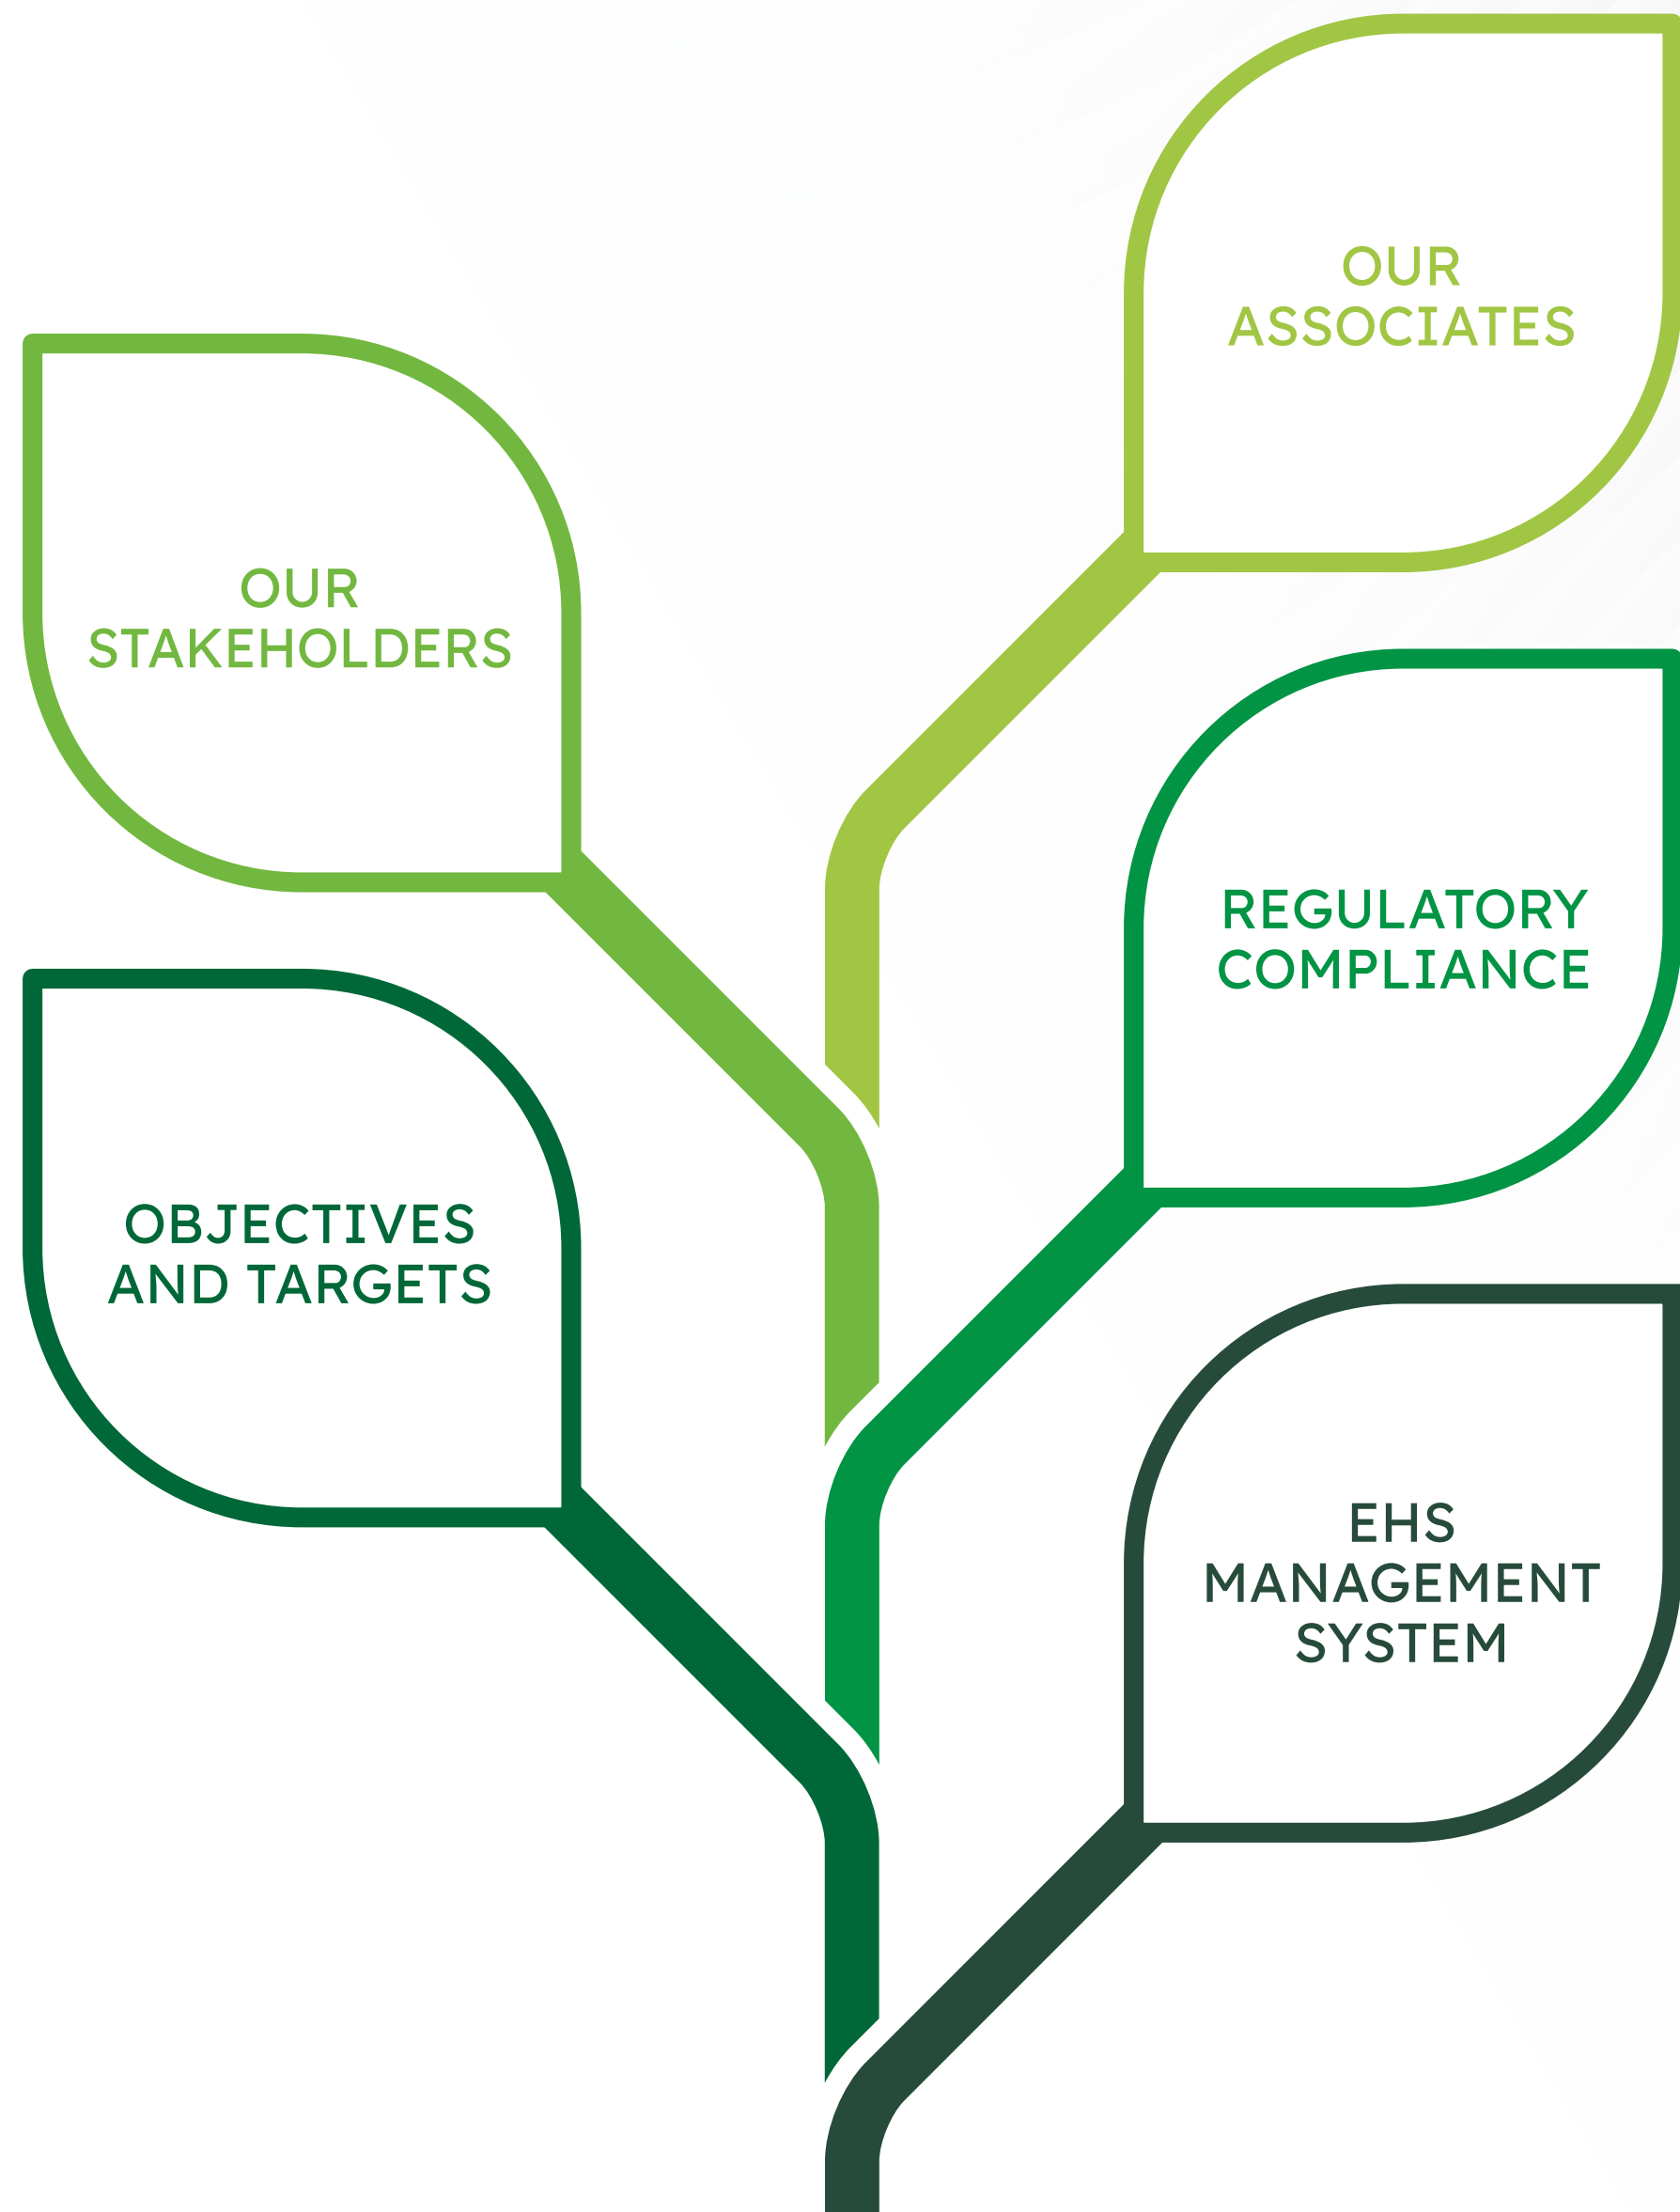 OUR
ASSOCIATES
OUR
STAKEHOLDERS
REGULATORY
COMPLIANCE
OBJECTIVES
AND TARGETS
EHS
MANAGEMENT
SYSTEM